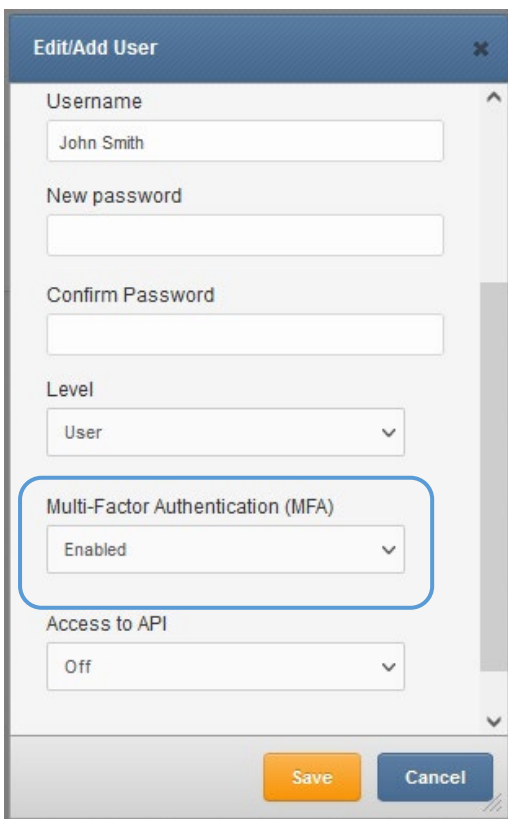 Edit/Add User
Username
John Smith
New password
Confirm Password
Level
User
Multi-Factor Authentication (MFA)
Enabled
Access to API
Off
Save Cancel